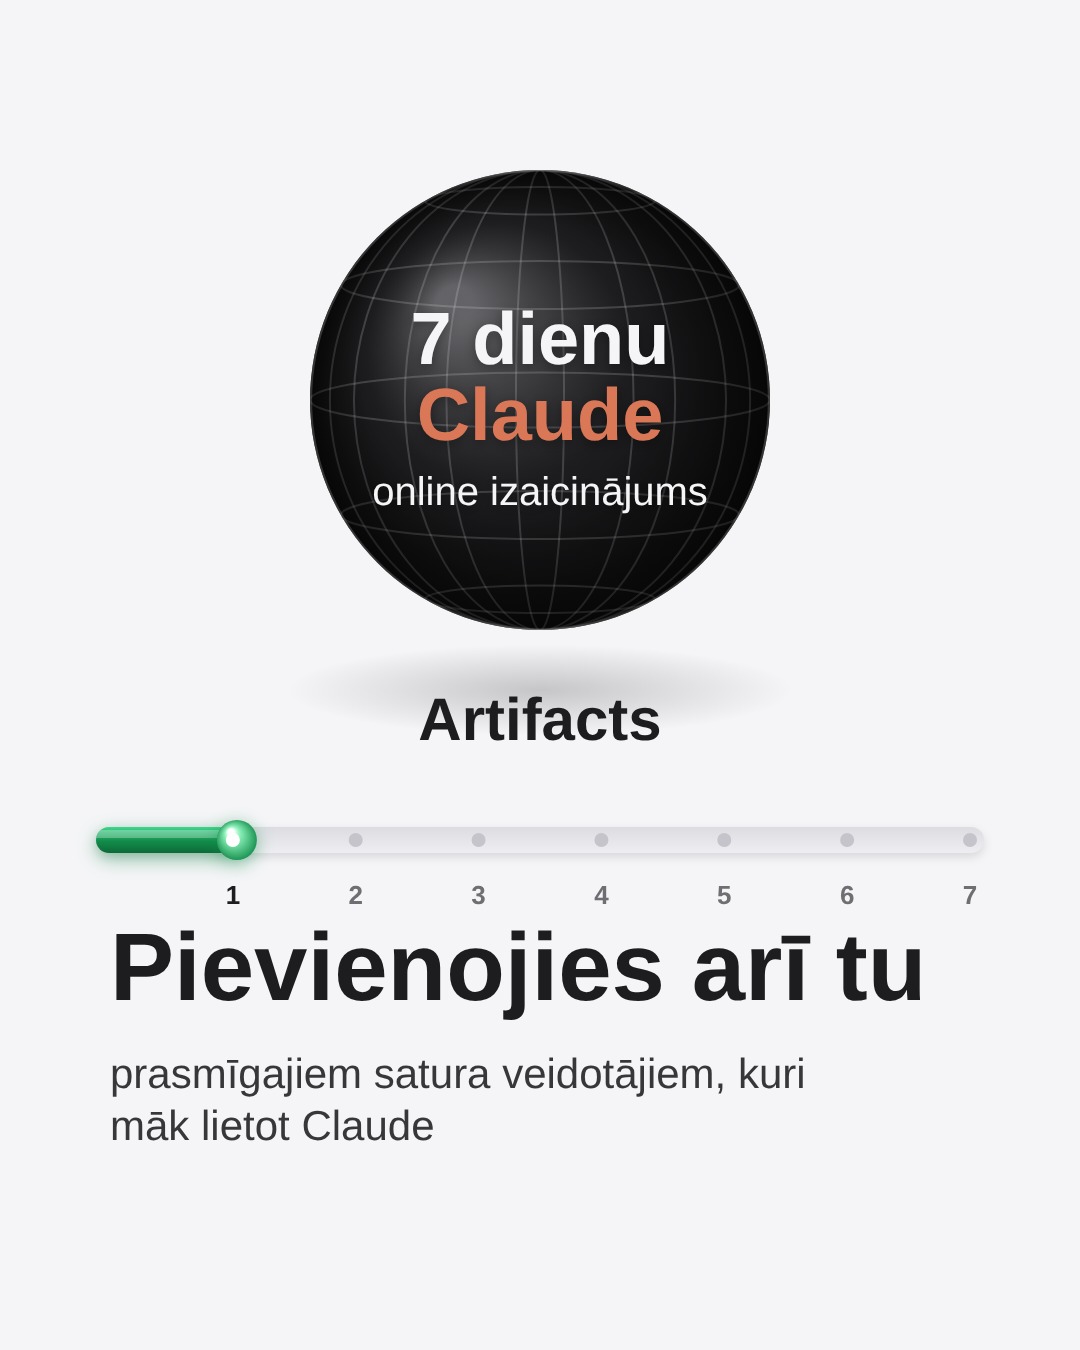 7 dienu
Claude
online izaicinājums
Artifacts
1 2 3 4 5 6 7
Pievienojies arī tu
prasmīgajiem satura veidotājiem, kuri
māk lietot Claude